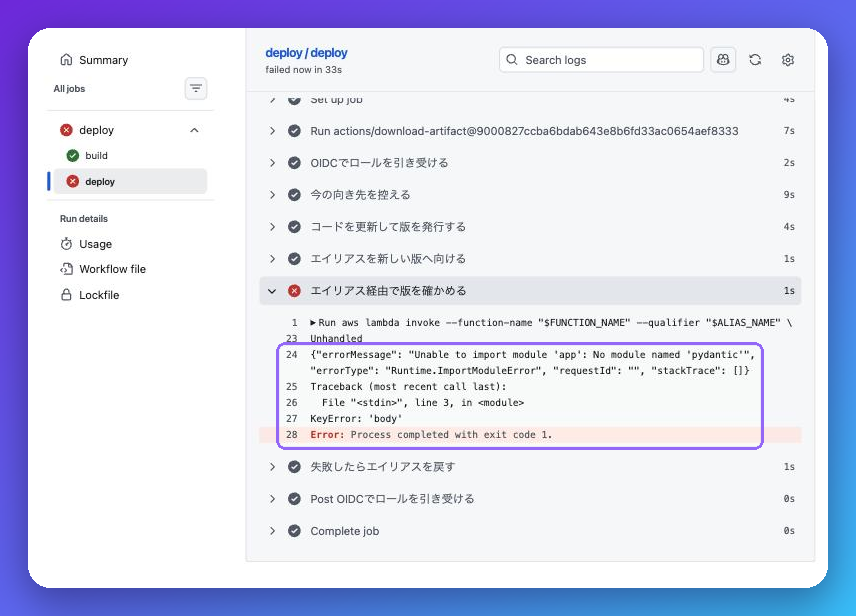 Summary
All jobs
deploy
build
deploy
Run details
Usage
Workflow file
Lockfile
deploy / deploy
failed now in 33s
Search logs
Set up job 4s
Run actions/download-artifact@9000827ccba6bdab643e8b6fd33ac0654aef8333 7s
OIDCでロールを引き受ける 2s
今の向き先を控える 9s
コードを更新して版を発行する 4s
エイリアスを新しい版へ向ける 1s
エイリアス経由で版を確かめる 1s
1 ▶Run aws lambda invoke --function-name "$FUNCTION_NAME" --qualifier "$ALIAS_NAME" \
23 Unhandled
24 {"errorMessage": "Unable to import module 'app': No module named 'pydantic'",
"errorType": "Runtime.ImportModuleError", "requestId": "", "stackTrace": []}
25 Traceback (most recent call last):
26 File "<stdin>", line 3, in <module>
27 KeyError: 'body'
28 Error: Process completed with exit code 1.
失敗したらエイリアスを戻す 1s
Post OIDCでロールを引き受ける 0s
Complete job 0s